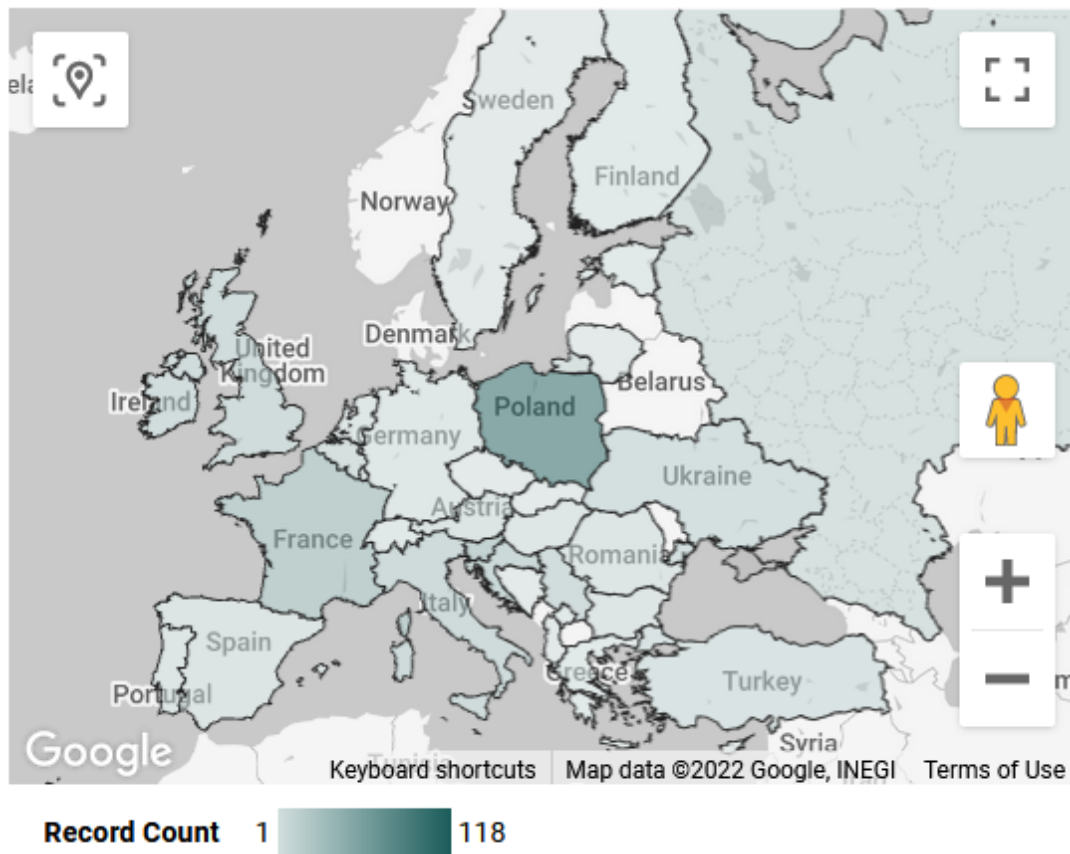 Sweden
Finland
Norway
Denmark
United
Kingdom
Belarus
Ireland
Poland
Germany
Ukraine
Austria
France
Romania
Italy
Spain
Greece
Turkey
Portugal
Syria
Google
Tunisia
Keyboard shortcuts
Map data ©2022 Google, INEGI
Terms of Use
Record Count 1 118